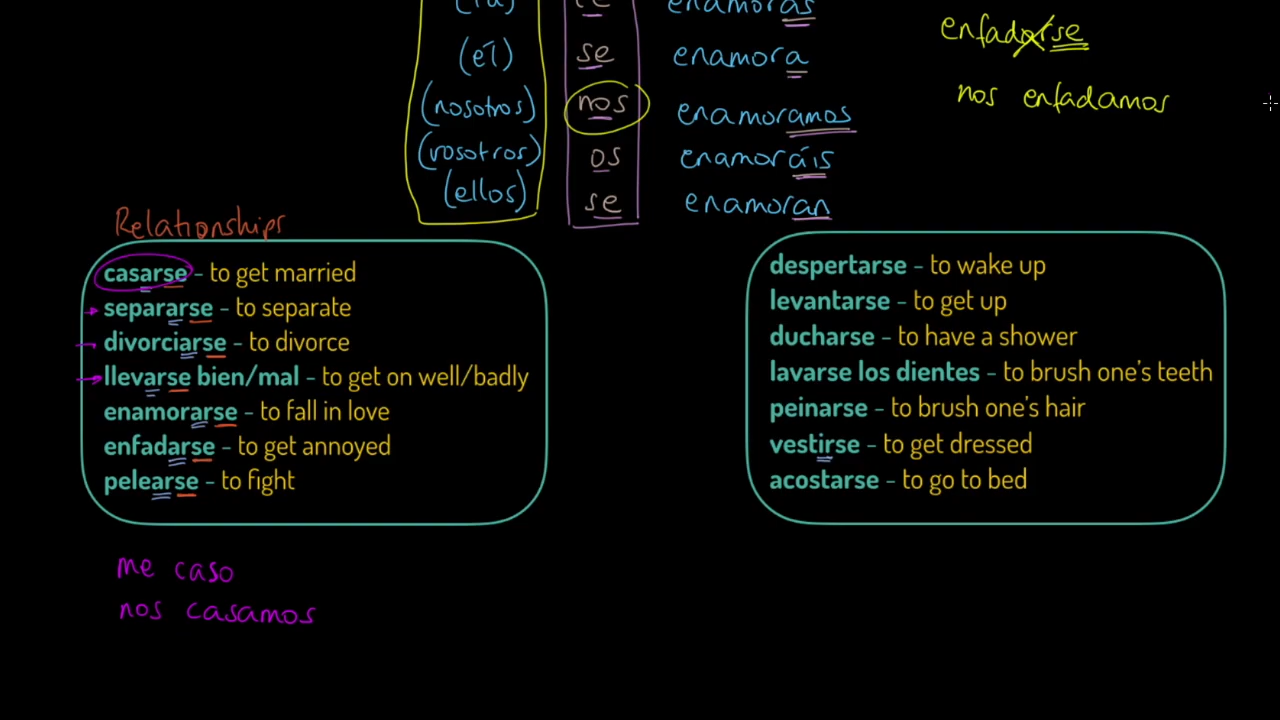 (tú) te enamoras
(él) se enamora
(nosotros) nos enamoramos
(vosotros) os enamoráis
(ellos) se enamoran
enfadarse
nos enfadamos
Relationships
casarse - to get married
separarse - to separate
divorciarse - to divorce
llevarse bien/mal - to get on well/badly
enamorarse - to fall in love
enfadarse - to get annoyed
pelearse - to fight
me caso
nos casamos
despertarse - to wake up
levantarse - to get up
ducharse - to have a shower
lavarse los dientes - to brush one's teeth
peinarse - to brush one's hair
vestirse - to get dressed
acostarse - to go to bed